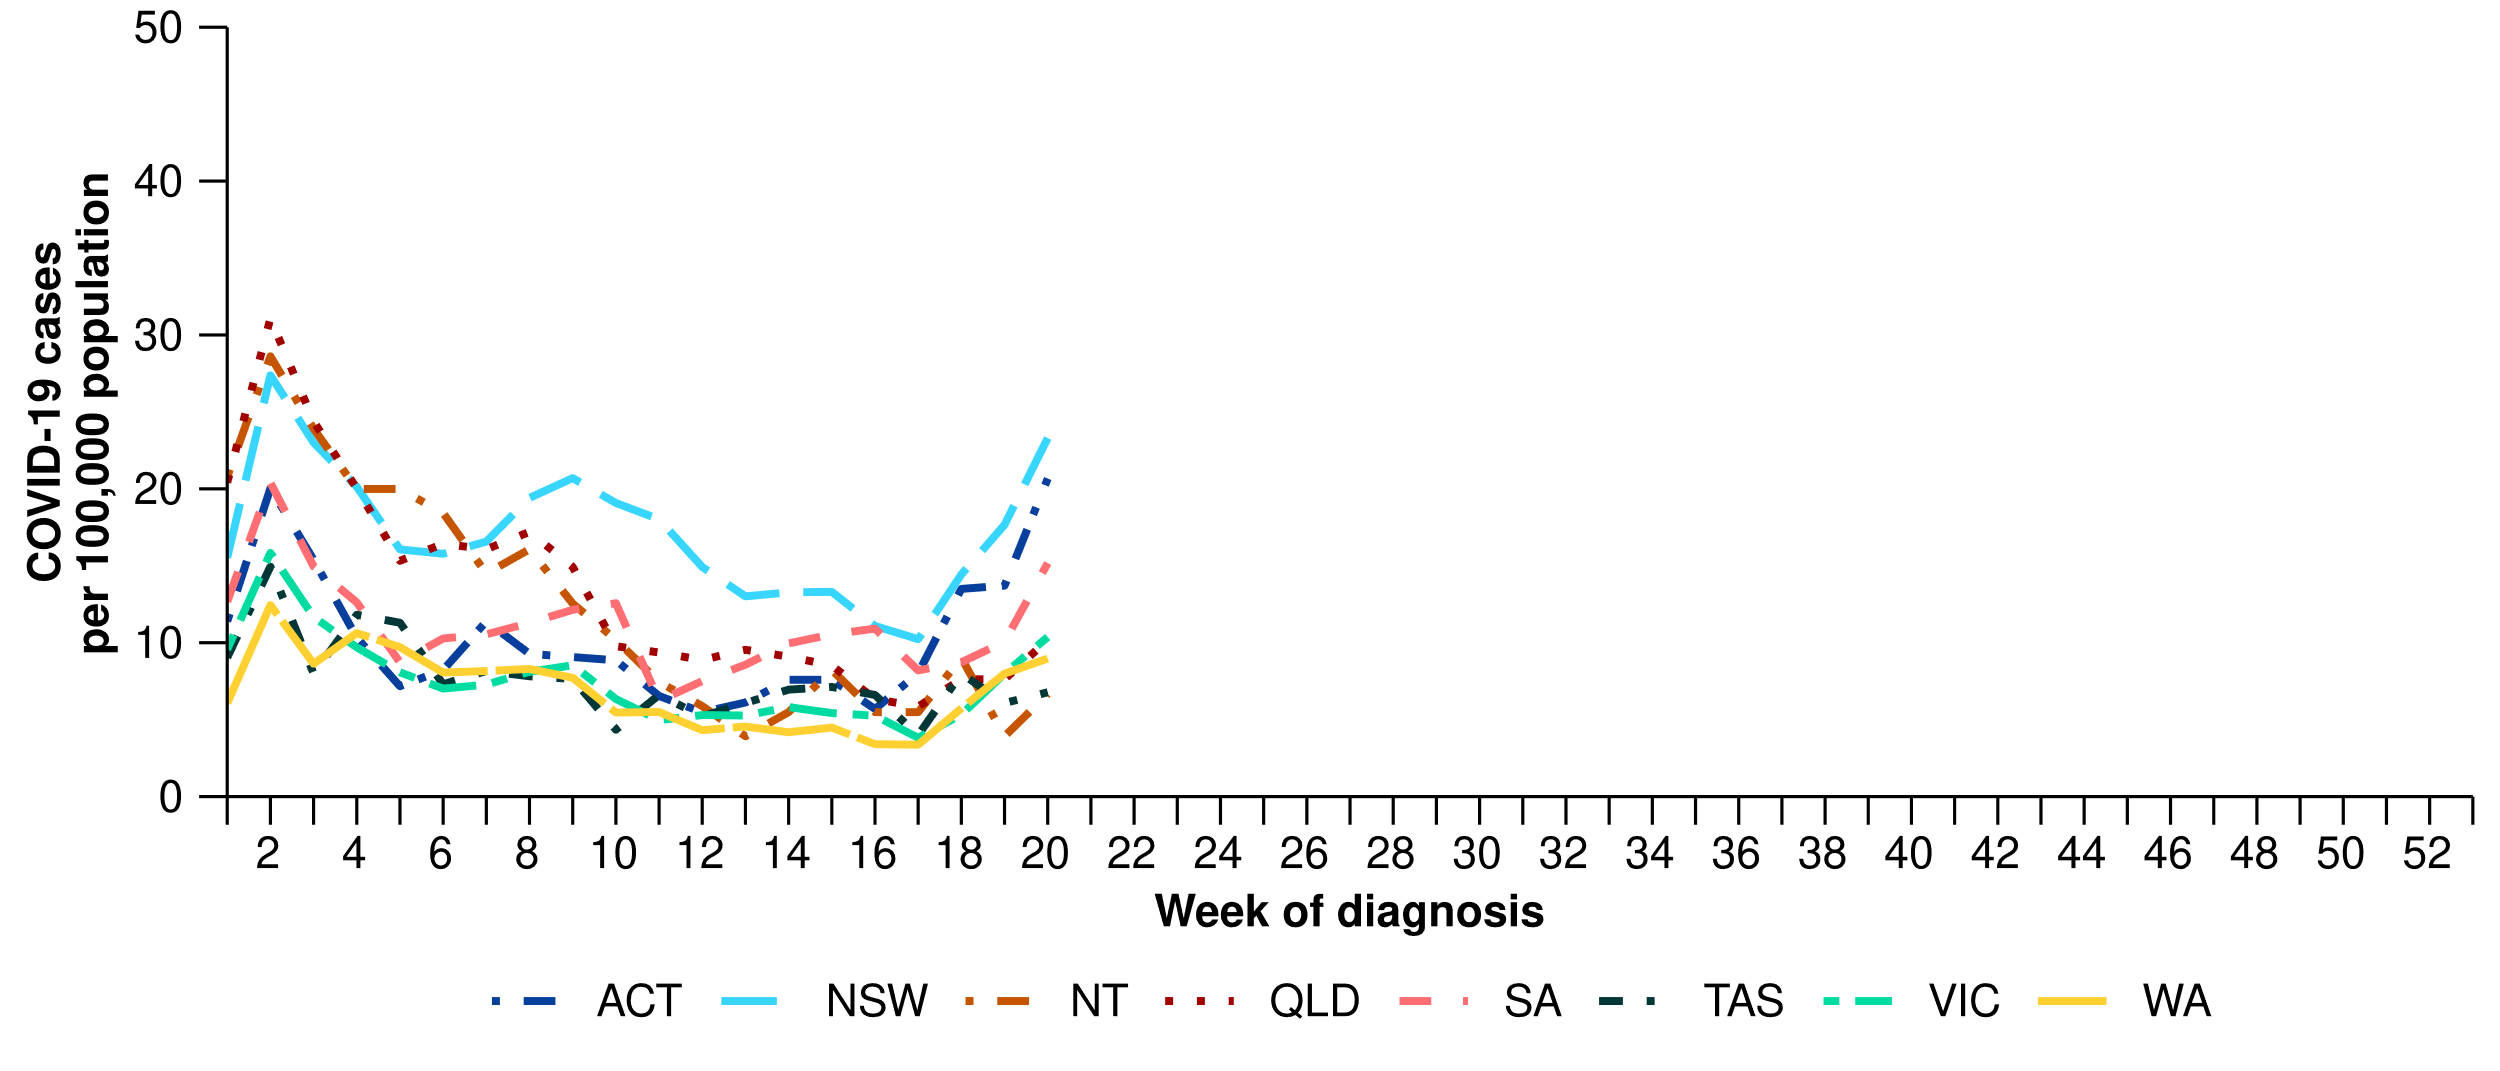 COVID-19 cases
per 100,000 population
50
40
30
20
10
0
2 4 6 8 10 12 14 16 18 20 22 24 26 28 30 32 34 36 38 40 42 44 46 48 50 52
Week of diagnosis
ACT NSW NT QLD SA TAS VIC WA